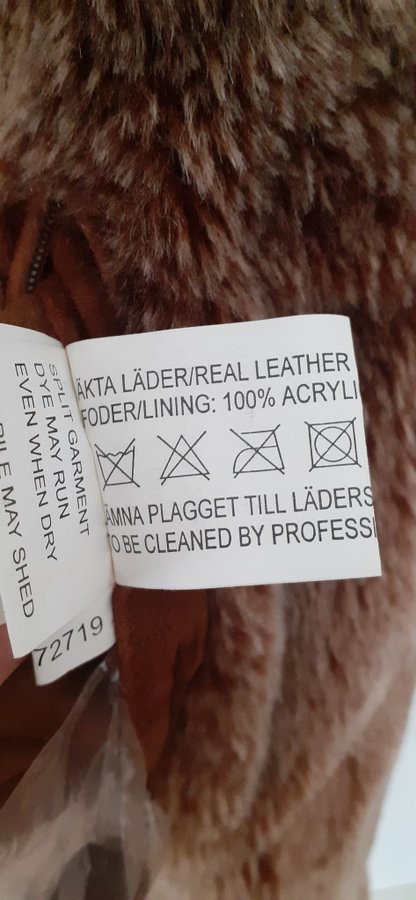 ÄKTA LÄDER/REAL LEATHER
FODER/LINING: 100% ACRYLI
ÄMNA PLAGGET TILL LÄDERS
TO BE CLEANED BY PROFESSI
SPLIT GARMENT
DYE MAY RUN
EVEN WHEN DRY
PILE MAY SHED
72719